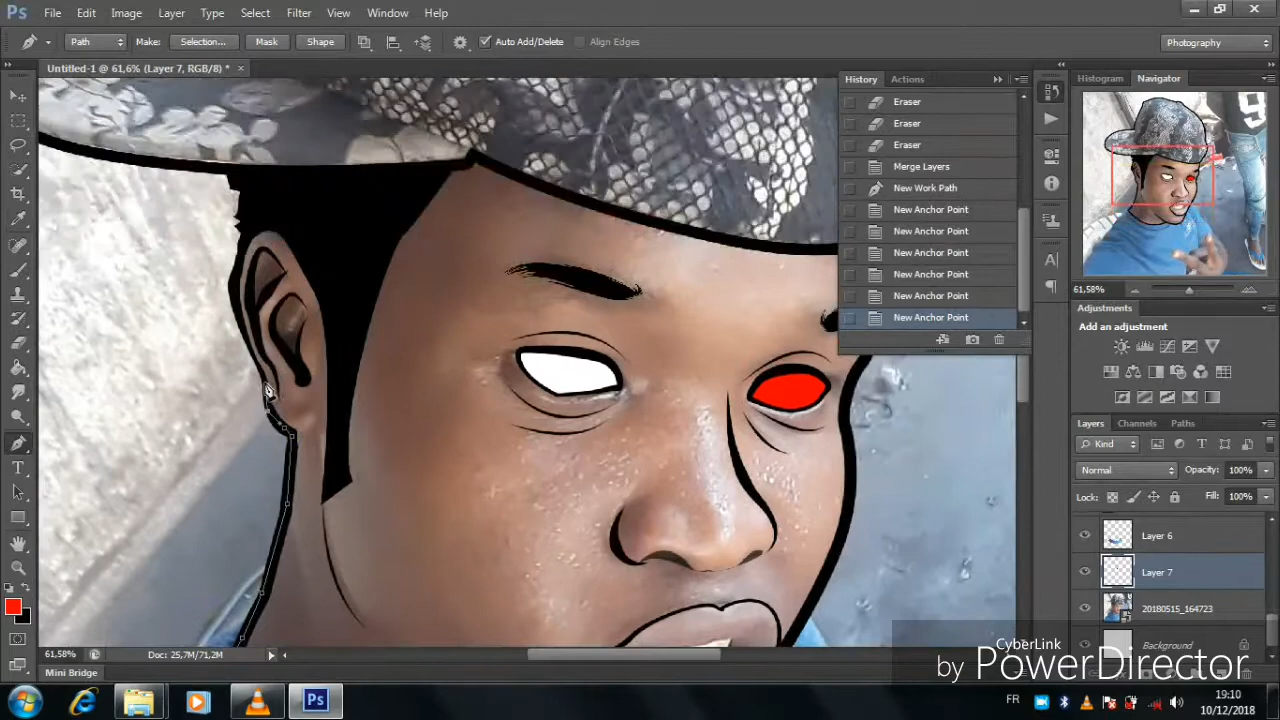 Ps File Edit Image Layer Type Select Filter View Window Help
Path Make: Selection... Mask Shape Auto Add/Delete Align Edges Photography
Untitled-1 @ 61,6% (Layer 7, RGB/8) * ×
History Actions
Eraser
Eraser
Eraser
Merge Layers
New Work Path
New Anchor Point
New Anchor Point
New Anchor Point
New Anchor Point
New Anchor Point
New Anchor Point
Histogram Navigator
9
61,58%
Adjustments
Add an adjustment
Layers Channels Paths
Kind
Normal Opacity: 100%
Lock: Fill: 100%
Layer 6
Layer 7
20180515_164723
Background
61,58% Doc: 25,7M/71,2M
Mini Bridge
CyberLink
by PowerDirector
Ps FR 19:10
10/12/2018